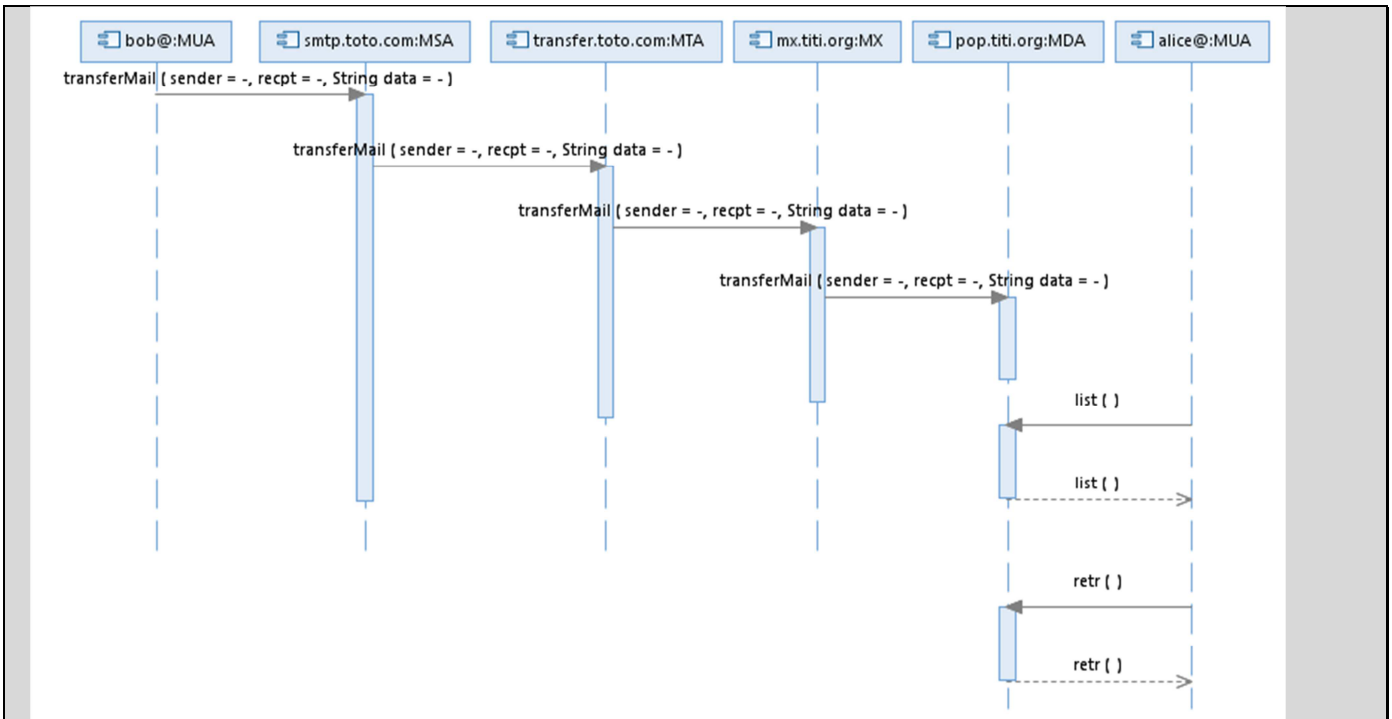 bob@:MUA
smtp.toto.com:MSA
transfer.toto.com:MTA
mx.titi.org:MX
pop.titi.org:MDA
alice@:MUA
transferMail ( sender = -, recpt = -, String data = - )
transferMail ( sender = -, recpt = -, String data = - )
transferMail ( sender = -, recpt = -, String data = - )
transferMail ( sender = -, recpt = -, String data = - )
list ( )
list ( )
retr ( )
retr ( )